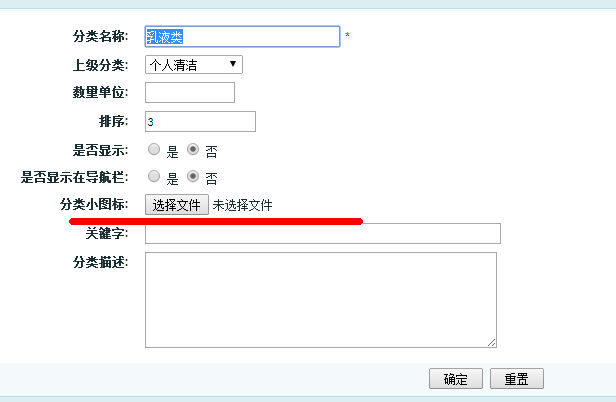 分类名称: 乳液类 *
上级分类: 个人清洁
数量单位:
排序: 3
是否显示: 是 否
是否显示在导航栏: 是 否
分类小图标: 选择文件 未选择文件
关键字:
分类描述:
确定 重置